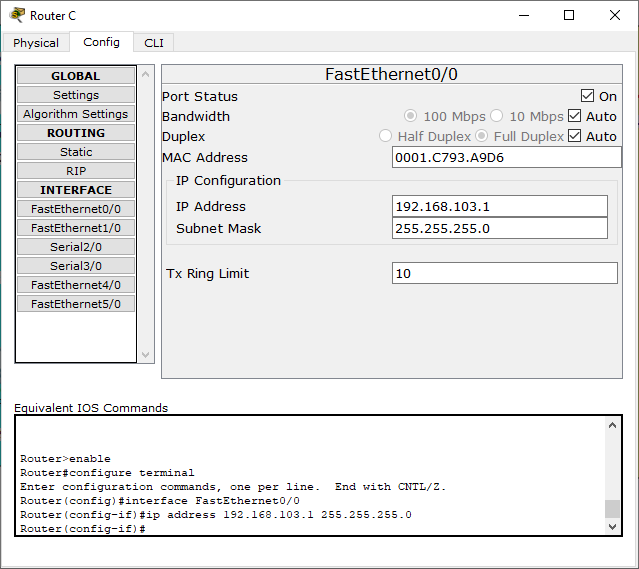 Router C
Physical Config CLI
GLOBAL
Settings
Algorithm Settings
ROUTING
Static
RIP
INTERFACE
FastEthernet0/0
FastEthernet1/0
Serial2/0
Serial3/0
FastEthernet4/0
FastEthernet5/0
FastEthernet0/0
Port Status On
Bandwidth 100 Mbps 10 Mbps Auto
Duplex Half Duplex Full Duplex Auto
MAC Address 0001.C793.A9D6
IP Configuration
IP Address 192.168.103.1
Subnet Mask 255.255.255.0
Tx Ring Limit 10
Equivalent IOS Commands
Router>enable
Router#configure terminal
Enter configuration commands, one per line.  End with CNTL/Z.
Router(config)#interface FastEthernet0/0
Router(config-if)#ip address 192.168.103.1 255.255.255.0
Router(config-if)#